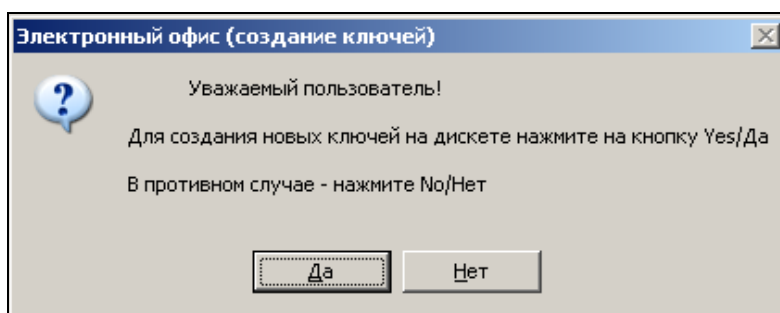 Электронный офис (создание ключей)
Уважаемый пользователь!
Для создания новых ключей на дискете нажмите на кнопку Yes/Да
В противном случае - нажмите No/Нет
Да
Нет